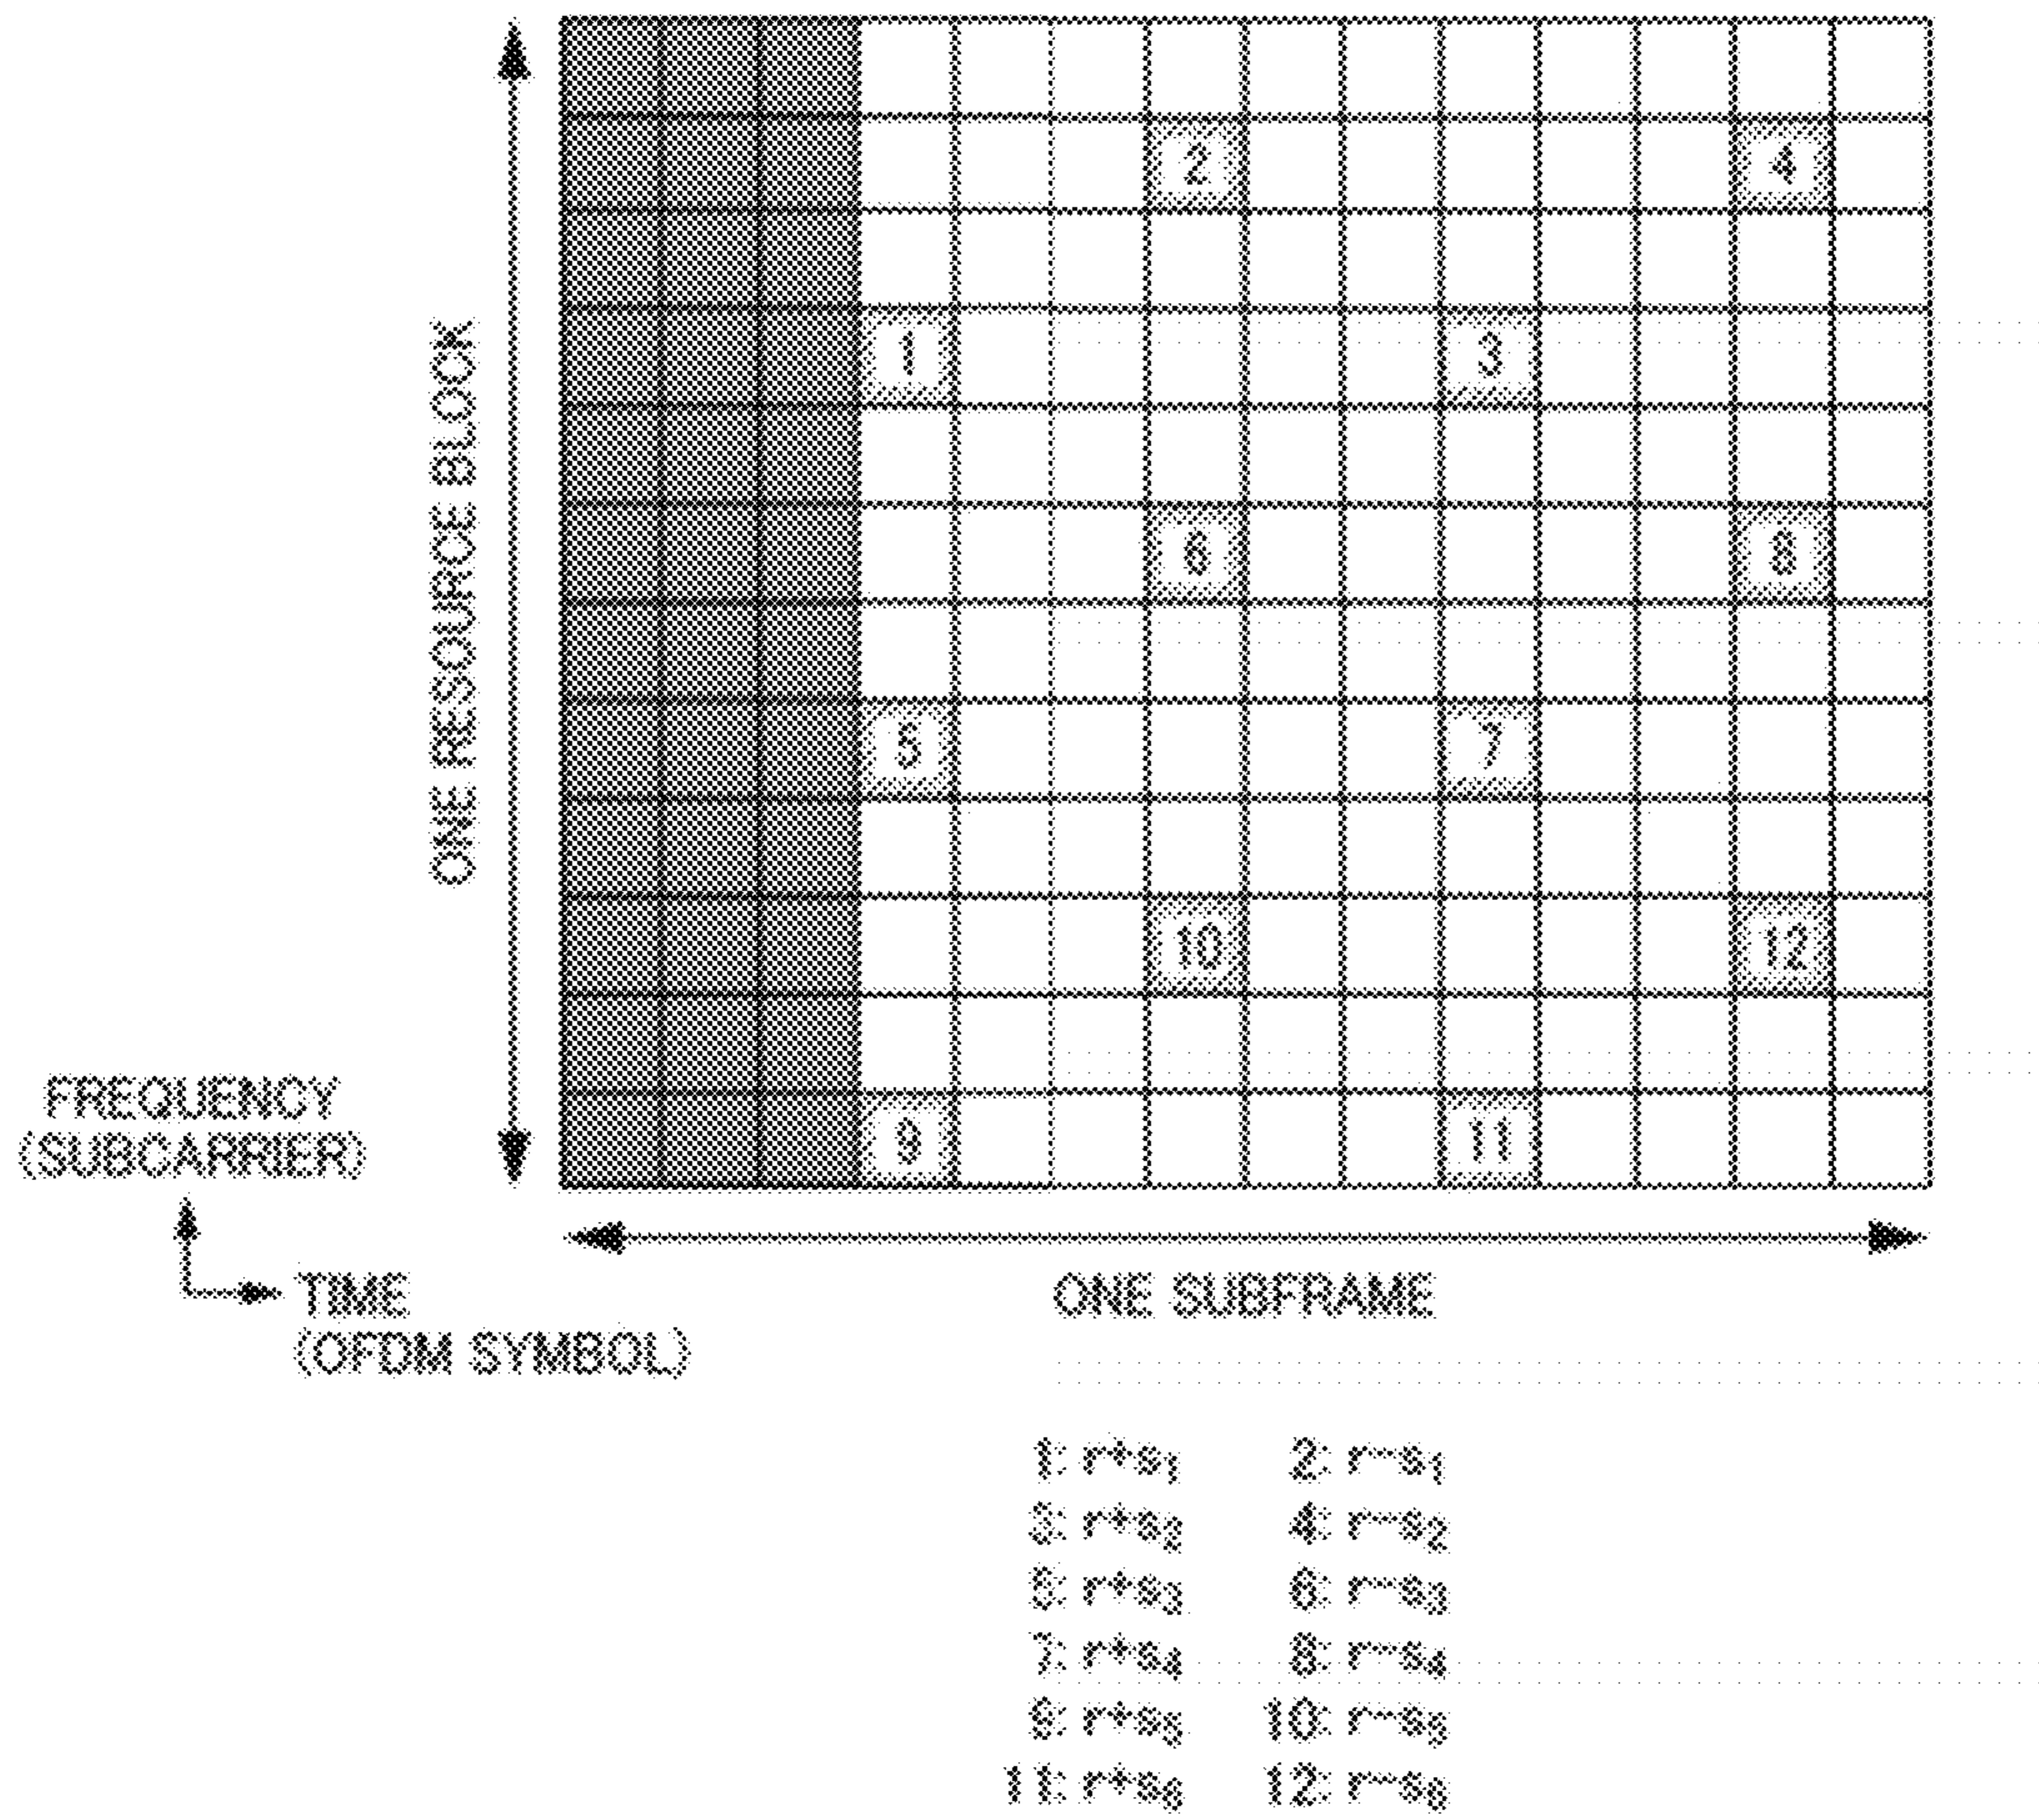 2 4
1 3
6 8
5 7
10 12
9 11
ONE RESOURCE BLOCK
FREQUENCY
(SUBCARRIER)
TIME
(OFDM SYMBOL)
ONE SUBFRAME
1: r+s₁ 2: r-s₁
3: r+s₂ 4: r-s₂
5: r+s₃ 6: r-s₃
7: r+s₄ 8: r-s₄
9: r+s₅ 10: r-s₅
11: r+s₆ 12: r-s₆